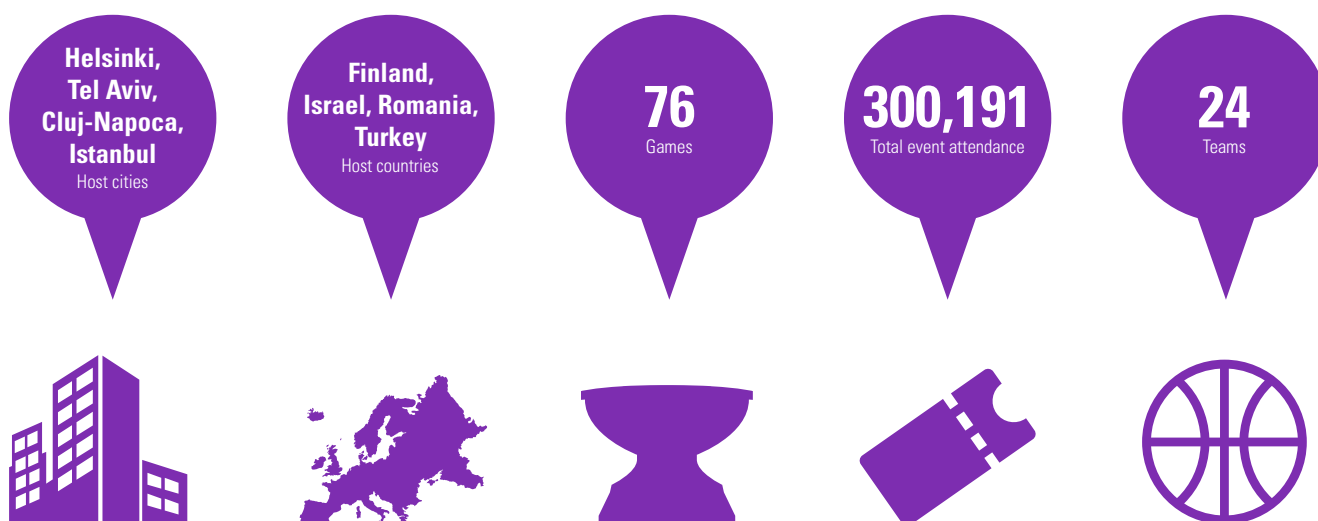 Helsinki,
Tel Aviv,
Cluj-Napoca,
Istanbul
Host cities
Finland,
Israel, Romania,
Turkey
Host countries
76
Games
300,191
Total event attendance
24
Teams